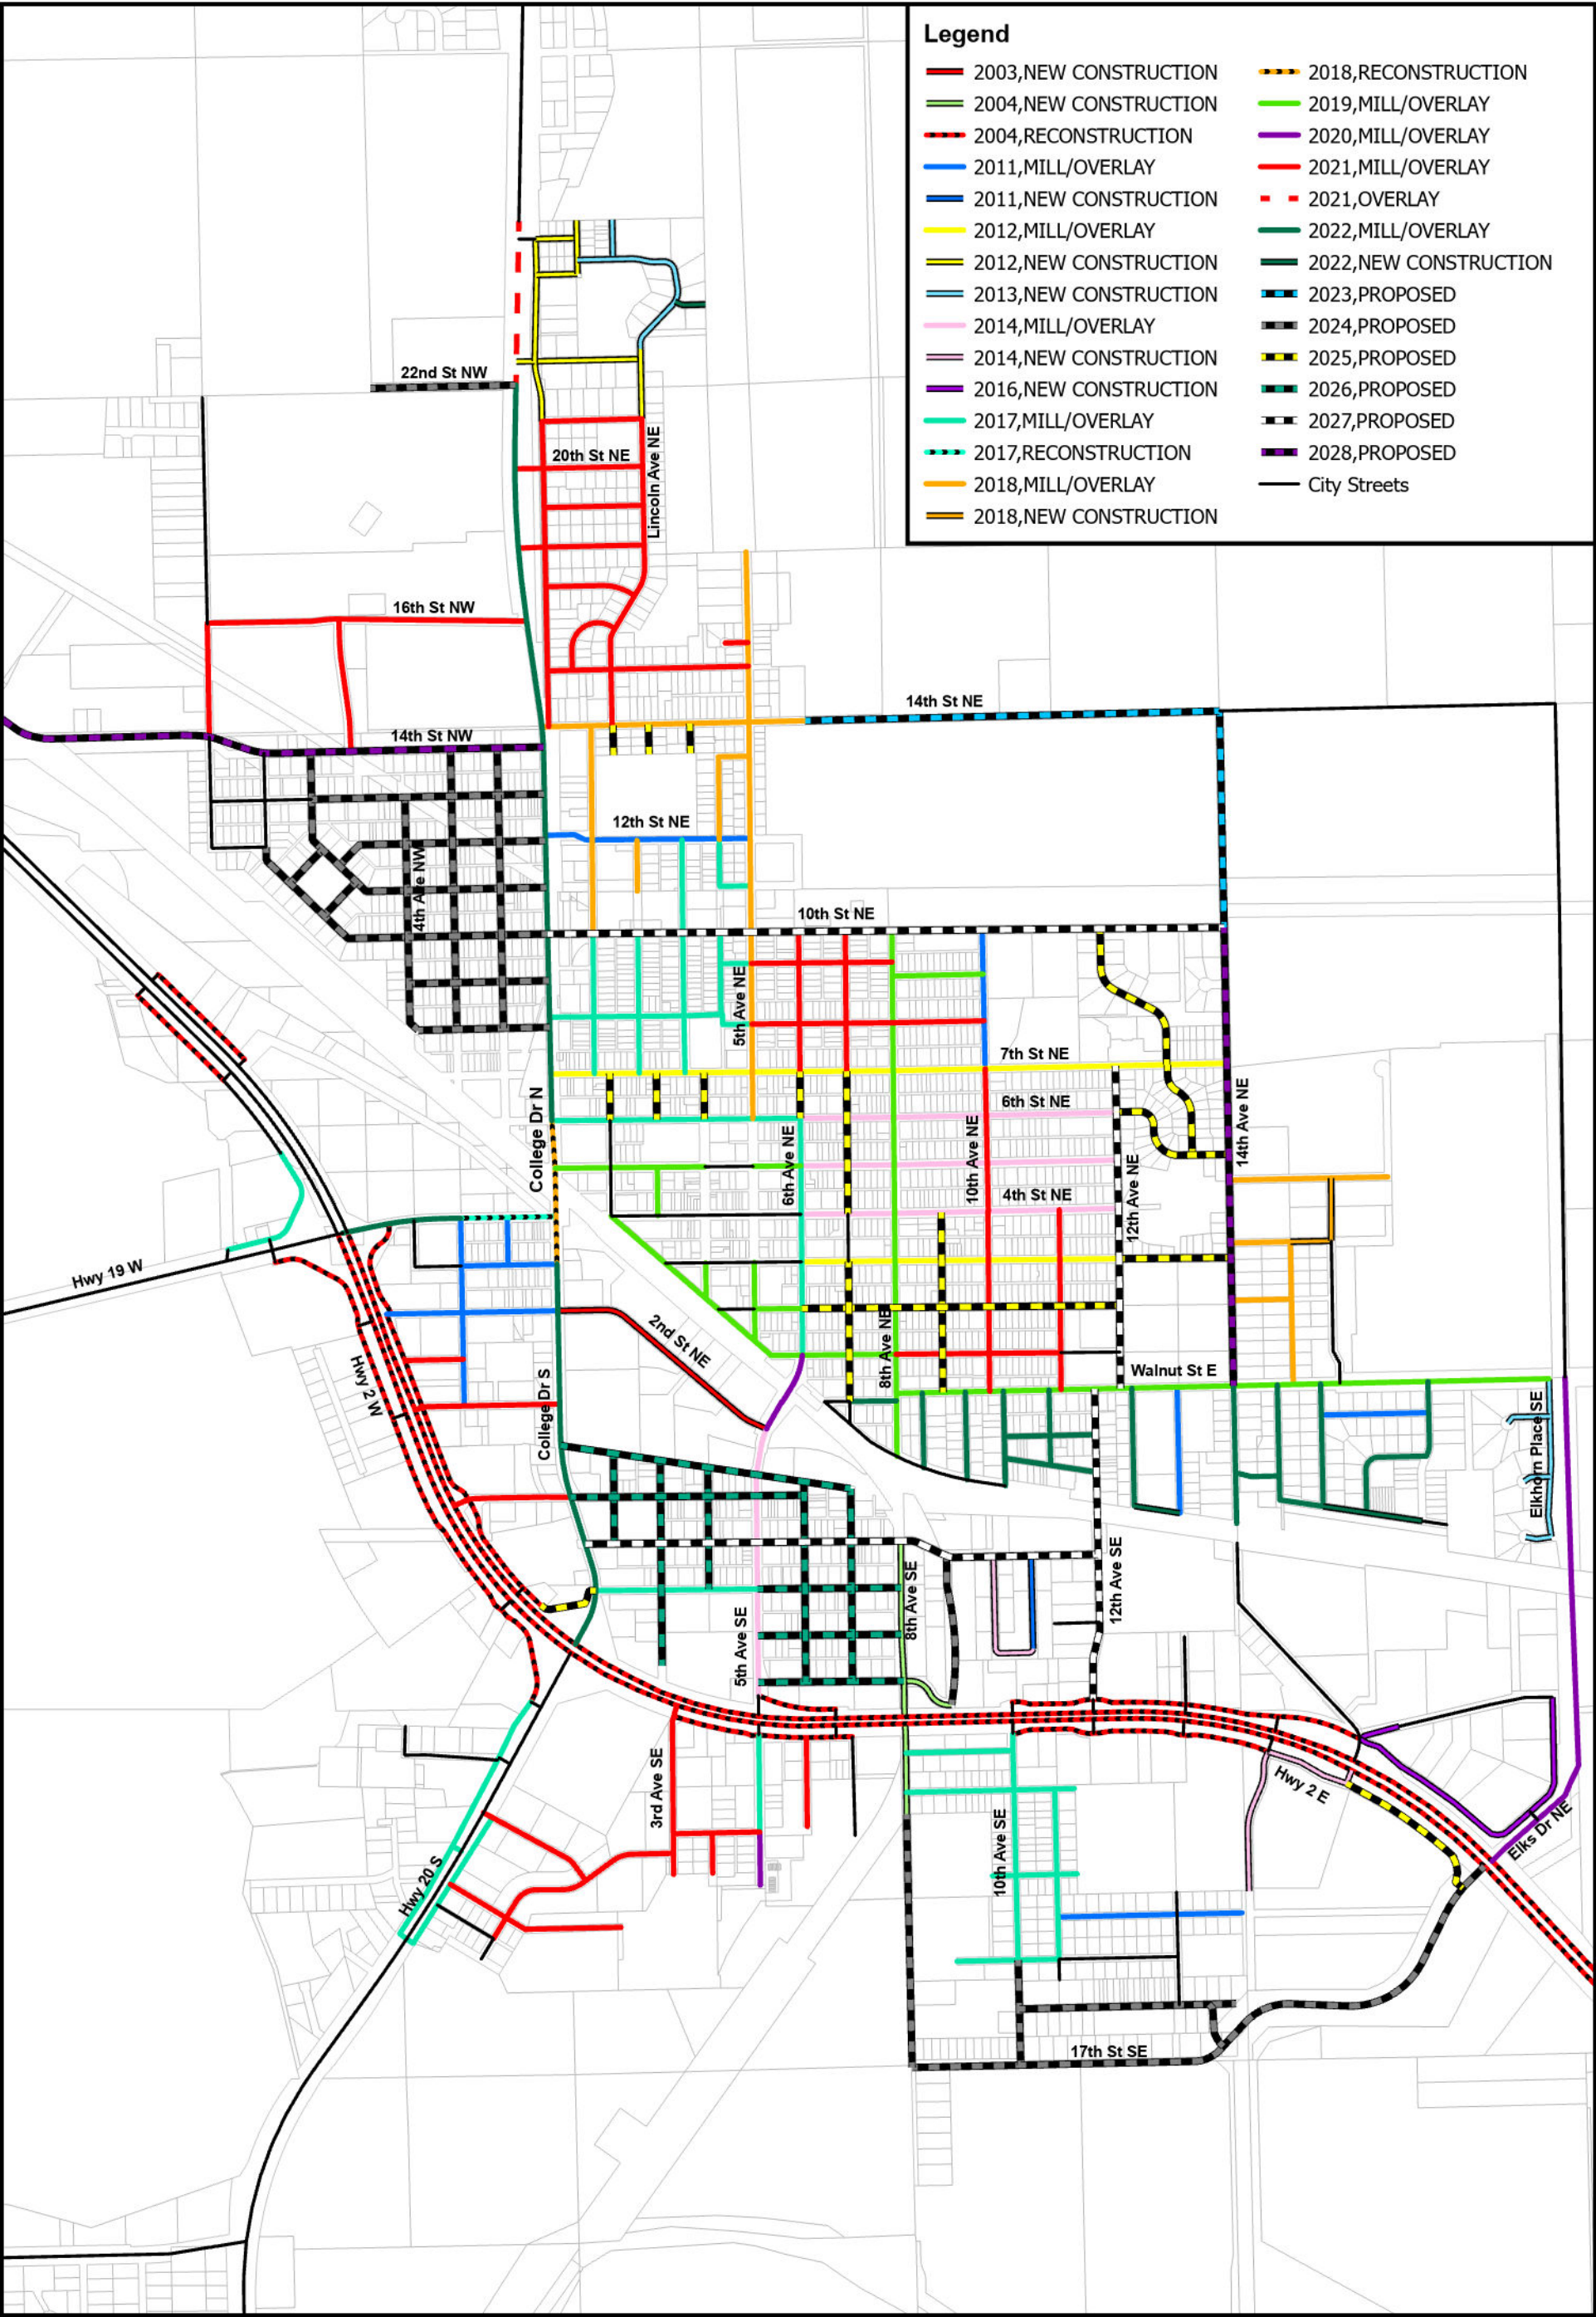 Legend
2003,NEW CONSTRUCTION
2004,NEW CONSTRUCTION
2004,RECONSTRUCTION
2011,MILL/OVERLAY
2011,NEW CONSTRUCTION
2012,MILL/OVERLAY
2012,NEW CONSTRUCTION
2013,NEW CONSTRUCTION
2014,MILL/OVERLAY
2014,NEW CONSTRUCTION
2016,NEW CONSTRUCTION
2017,MILL/OVERLAY
2017,RECONSTRUCTION
2018,MILL/OVERLAY
2018,NEW CONSTRUCTION
2018,RECONSTRUCTION
2019,MILL/OVERLAY
2020,MILL/OVERLAY
2021,MILL/OVERLAY
2021,OVERLAY
2022,MILL/OVERLAY
2022,NEW CONSTRUCTION
2023,PROPOSED
2024,PROPOSED
2025,PROPOSED
2026,PROPOSED
2027,PROPOSED
2028,PROPOSED
City Streets
22nd St NW
20th St NE
Lincoln Ave NE
16th St NW
14th St NE
14th St NW
12th St NE
4th Ave NW
10th St NE
5th Ave NE
7th St NE
College Dr N
6th St NE
14th Ave NE
6th Ave NE
10th Ave NE
12th Ave NE
4th St NE
Hwy 19 W
2nd St NE
8th Ave NE
Hwy 2 W
Walnut St E
College Dr S
Elkhorn Place SE
8th Ave SE
12th Ave SE
5th Ave SE
3rd Ave SE
Hwy 2 E
Elks Dr NE
10th Ave SE
Hwy 20 S
17th St SE